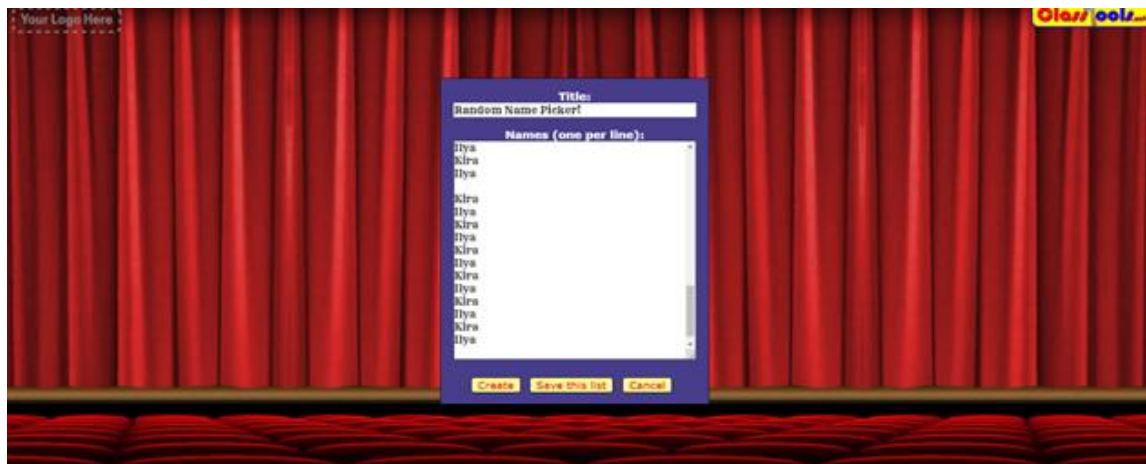 Your Logo Here
ClassTools.net
Title:
Random Name Picker!
Names (one per line):
Ilya
Kira
Ilya
Kira
Ilya
Kira
Ilya
Kira
Ilya
Kira
Ilya
Kira
Ilya
Kira
Ilya
Create
Save this list
Cancel